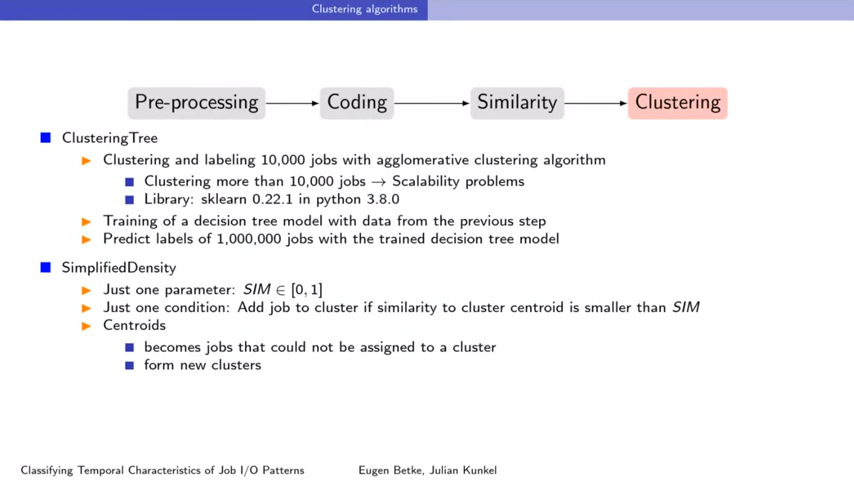 Clustering algorithms
Pre-processing Coding Similarity Clustering
ClusteringTree
Clustering and labeling 10,000 jobs with agglomerative clustering algorithm
Clustering more than 10,000 jobs → Scalability problems
Library: sklearn 0.22.1 in python 3.8.0
Training of a decision tree model with data from the previous step
Predict labels of 1,000,000 jobs with the trained decision tree model
SimplifiedDensity
Just one parameter: SIM ∈ [0, 1]
Just one condition: Add job to cluster if similarity to cluster centroid is smaller than SIM
Centroids
becomes jobs that could not be assigned to a cluster
form new clusters
Classifying Temporal Characteristics of Job I/O Patterns Eugen Betke, Julian Kunkel